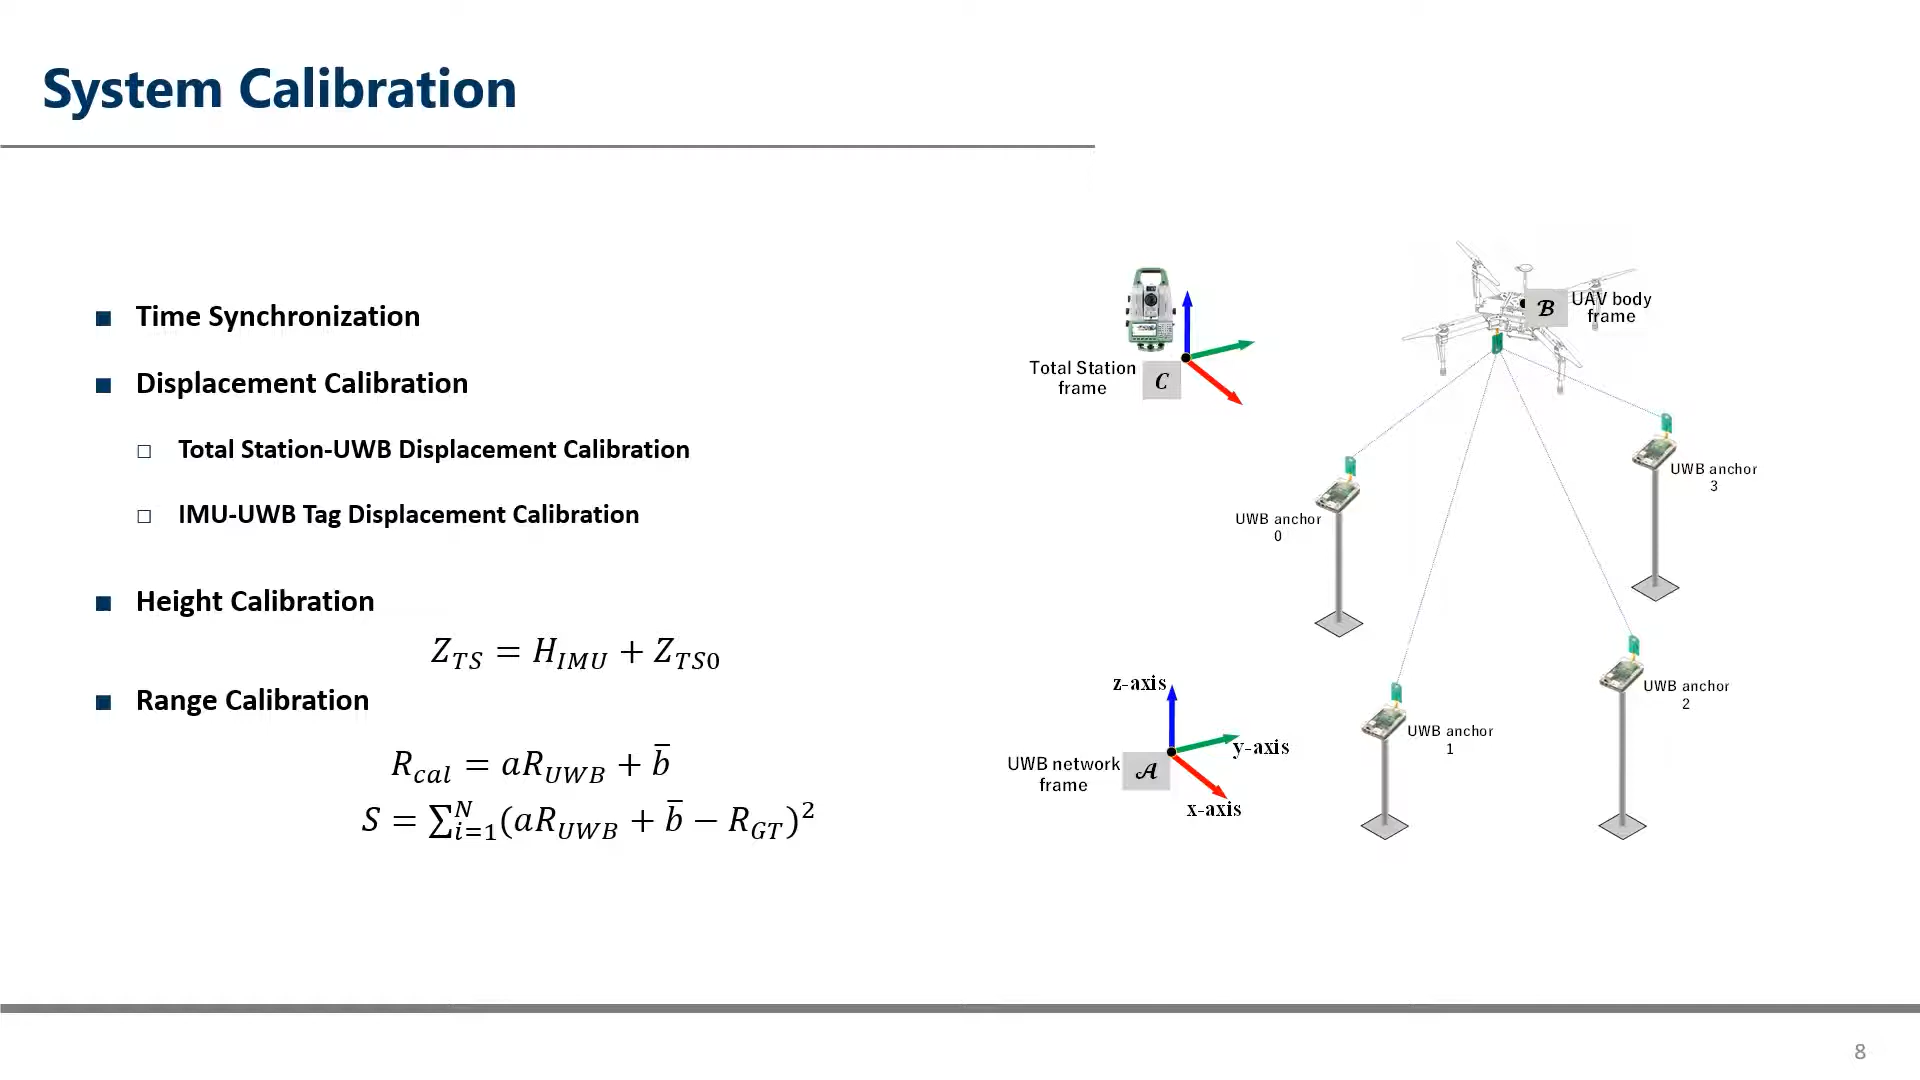 System Calibration
■ Time Synchronization
■ Displacement Calibration
□ Total Station-UWB Displacement Calibration
□ IMU-UWB Tag Displacement Calibration
■ Height Calibration
Z_{TS} = H_{IMU} + Z_{TS0}
■ Range Calibration
R_{cal} = aR_{UWB} + \bar{b}
S = \sum_{i=1}^{N}(aR_{UWB} + \bar{b} - R_{GT})^2
Total Station
frame
C
B
UAV body
frame
UWB anchor
0
UWB anchor
3
UWB anchor
1
UWB anchor
2
UWB network
frame
A
z-axis
y-axis
x-axis
8